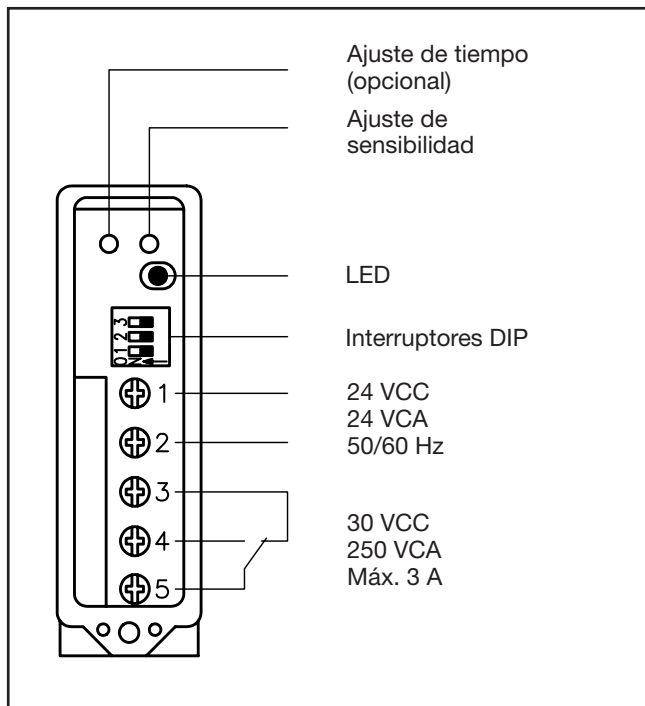 Ajuste de tiempo
(opcional)
Ajuste de
sensibilidad
LED
3
2
1
ON
Interruptores DIP
1
24 VCC
24 VCA
2
50/60 Hz
3
30 VCC
4
250 VCA
Máx. 3 A
5